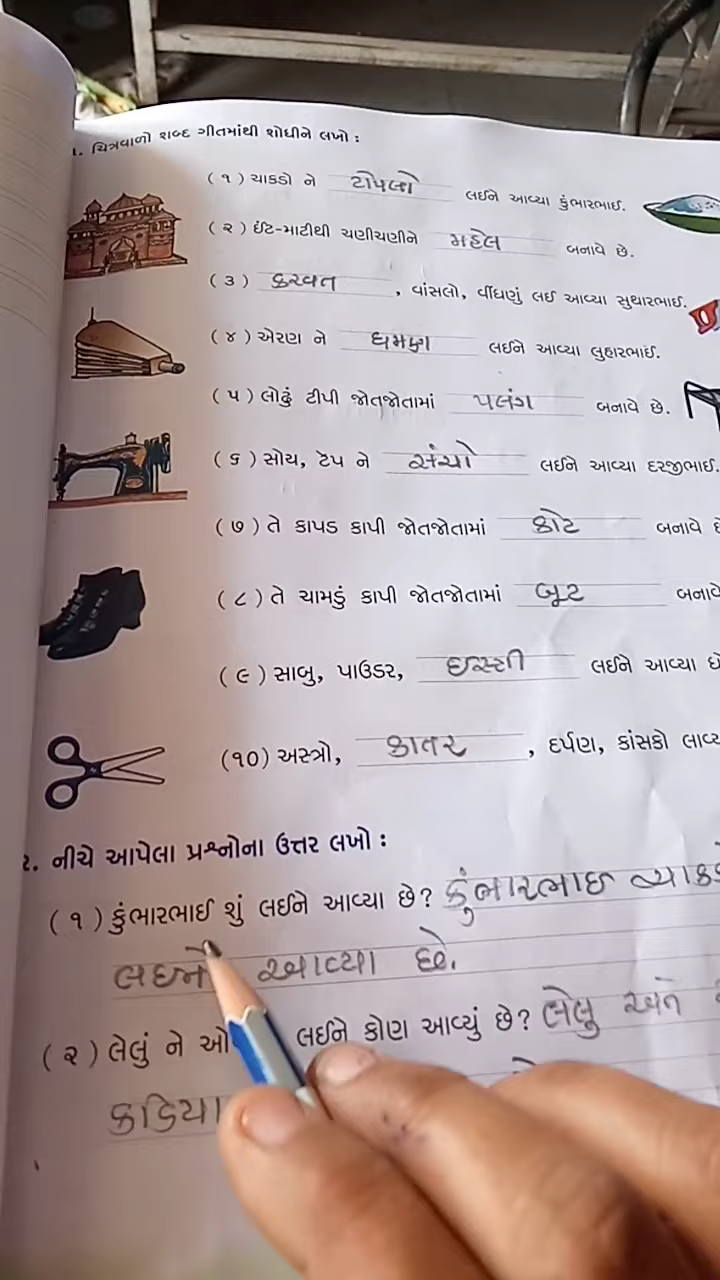 ૧. ચિત્રવાળો શબ્દ ગીતમાંથી શોધીને લખો :
(૧) ચાકડો ને ટોપલો લઈને આવ્યા કુંભારભાઈ.
(૨) ઈંટ-માટીથી ચણીચણીને મહેલ બનાવે છે.
(૩) કરવત, વાંસલો, વીંધણું લઈ આવ્યા સુથારભાઈ.
(૪) એરણ ને ધમણ લઈને આવ્યા લુહારભાઈ.
(૫) લોઢું ટીપી જોતજોતામાં પલંગ બનાવે છે.
(૬) સોય, ટેપ ને સંચો લઈને આવ્યા દરજીભાઈ.
(૭) તે કાપડ કાપી જોતજોતામાં કોટ બનાવે
(૮) તે ચામડું કાપી જોતજોતામાં બૂટ બનાવે
(૯) સાબુ, પાઉડર, ઇસ્ત્રી લઈને આવ્યા
(૧૦) અસ્ત્રો, કાતર, દર્પણ, કાંસકો
૨. નીચે આપેલા પ્રશ્નોના ઉત્તર લખો :
(૧) કુંભારભાઈ શું લઈને આવ્યા છે? કુંભારભાઇ
લઇને આવ્યા છે.
(૨) લેલું ને લઈને કોણ આવ્યું છે? લેલુ અને
કડિયા